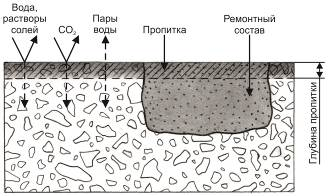 Вода,
растворы
солей
CO₂
Пары
воды
Пропитка
Ремонтный
состав
Глубина пропитки